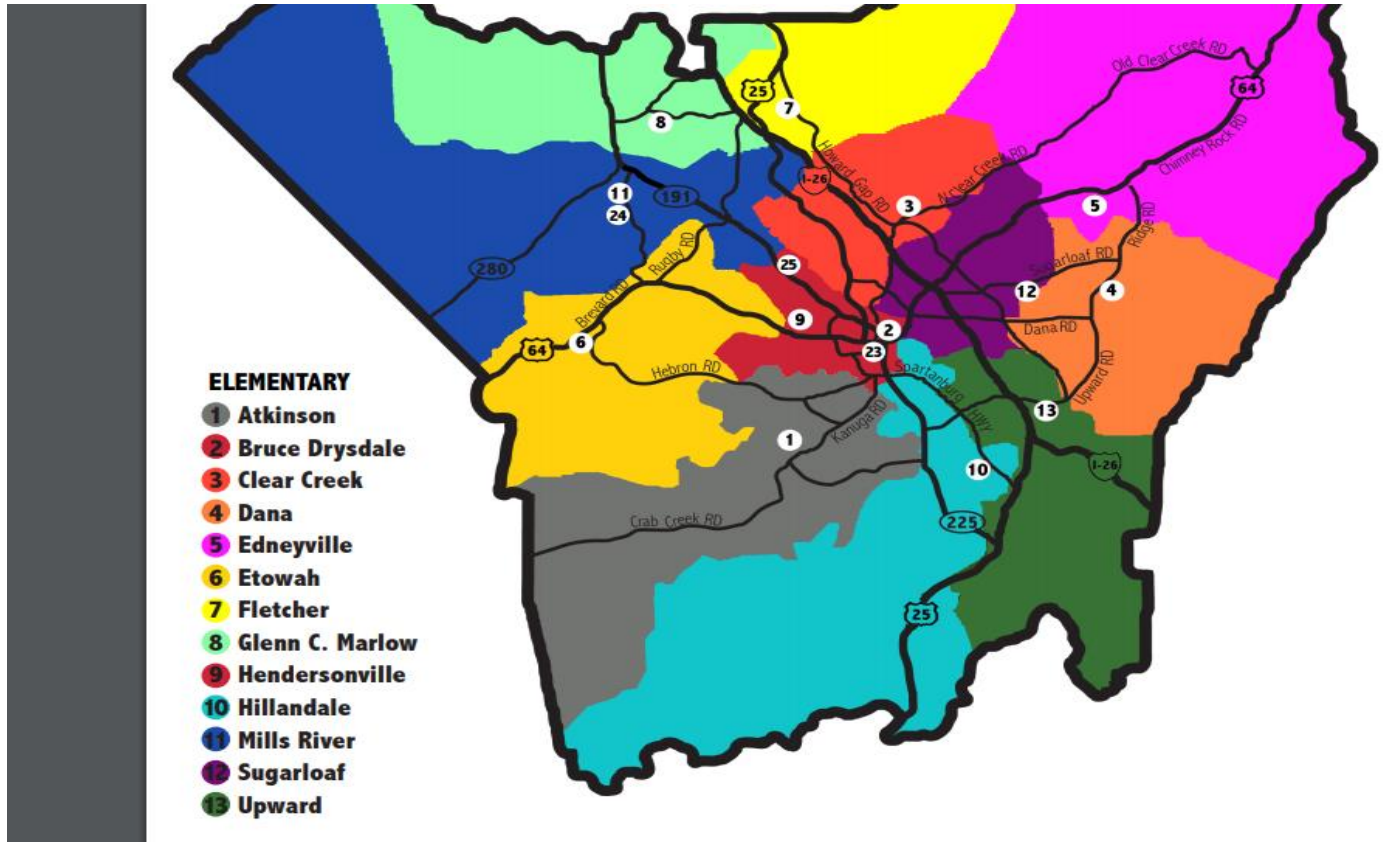 Old Clear Creek RD
25
64
7
8
Howard Gap RD
Chimney Rock RD
N Clear Creek RD
I-26
11
191
3
5
24
Ridge RD
Rugby RD
25
Sugarloaf RD
280
12
4
Brevard RD
9
2
Dana RD
6
64
23
Hebron RD
Spartanburg HWY
Upward RD
Kanuga RD
13
1
10
I-26
Crab Creek RD
225
25
ELEMENTARY
1 Atkinson
2 Bruce Drysdale
3 Clear Creek
4 Dana
5 Edneyville
6 Etowah
7 Fletcher
8 Glenn C. Marlow
9 Hendersonville
10 Hillandale
11 Mills River
12 Sugarloaf
13 Upward